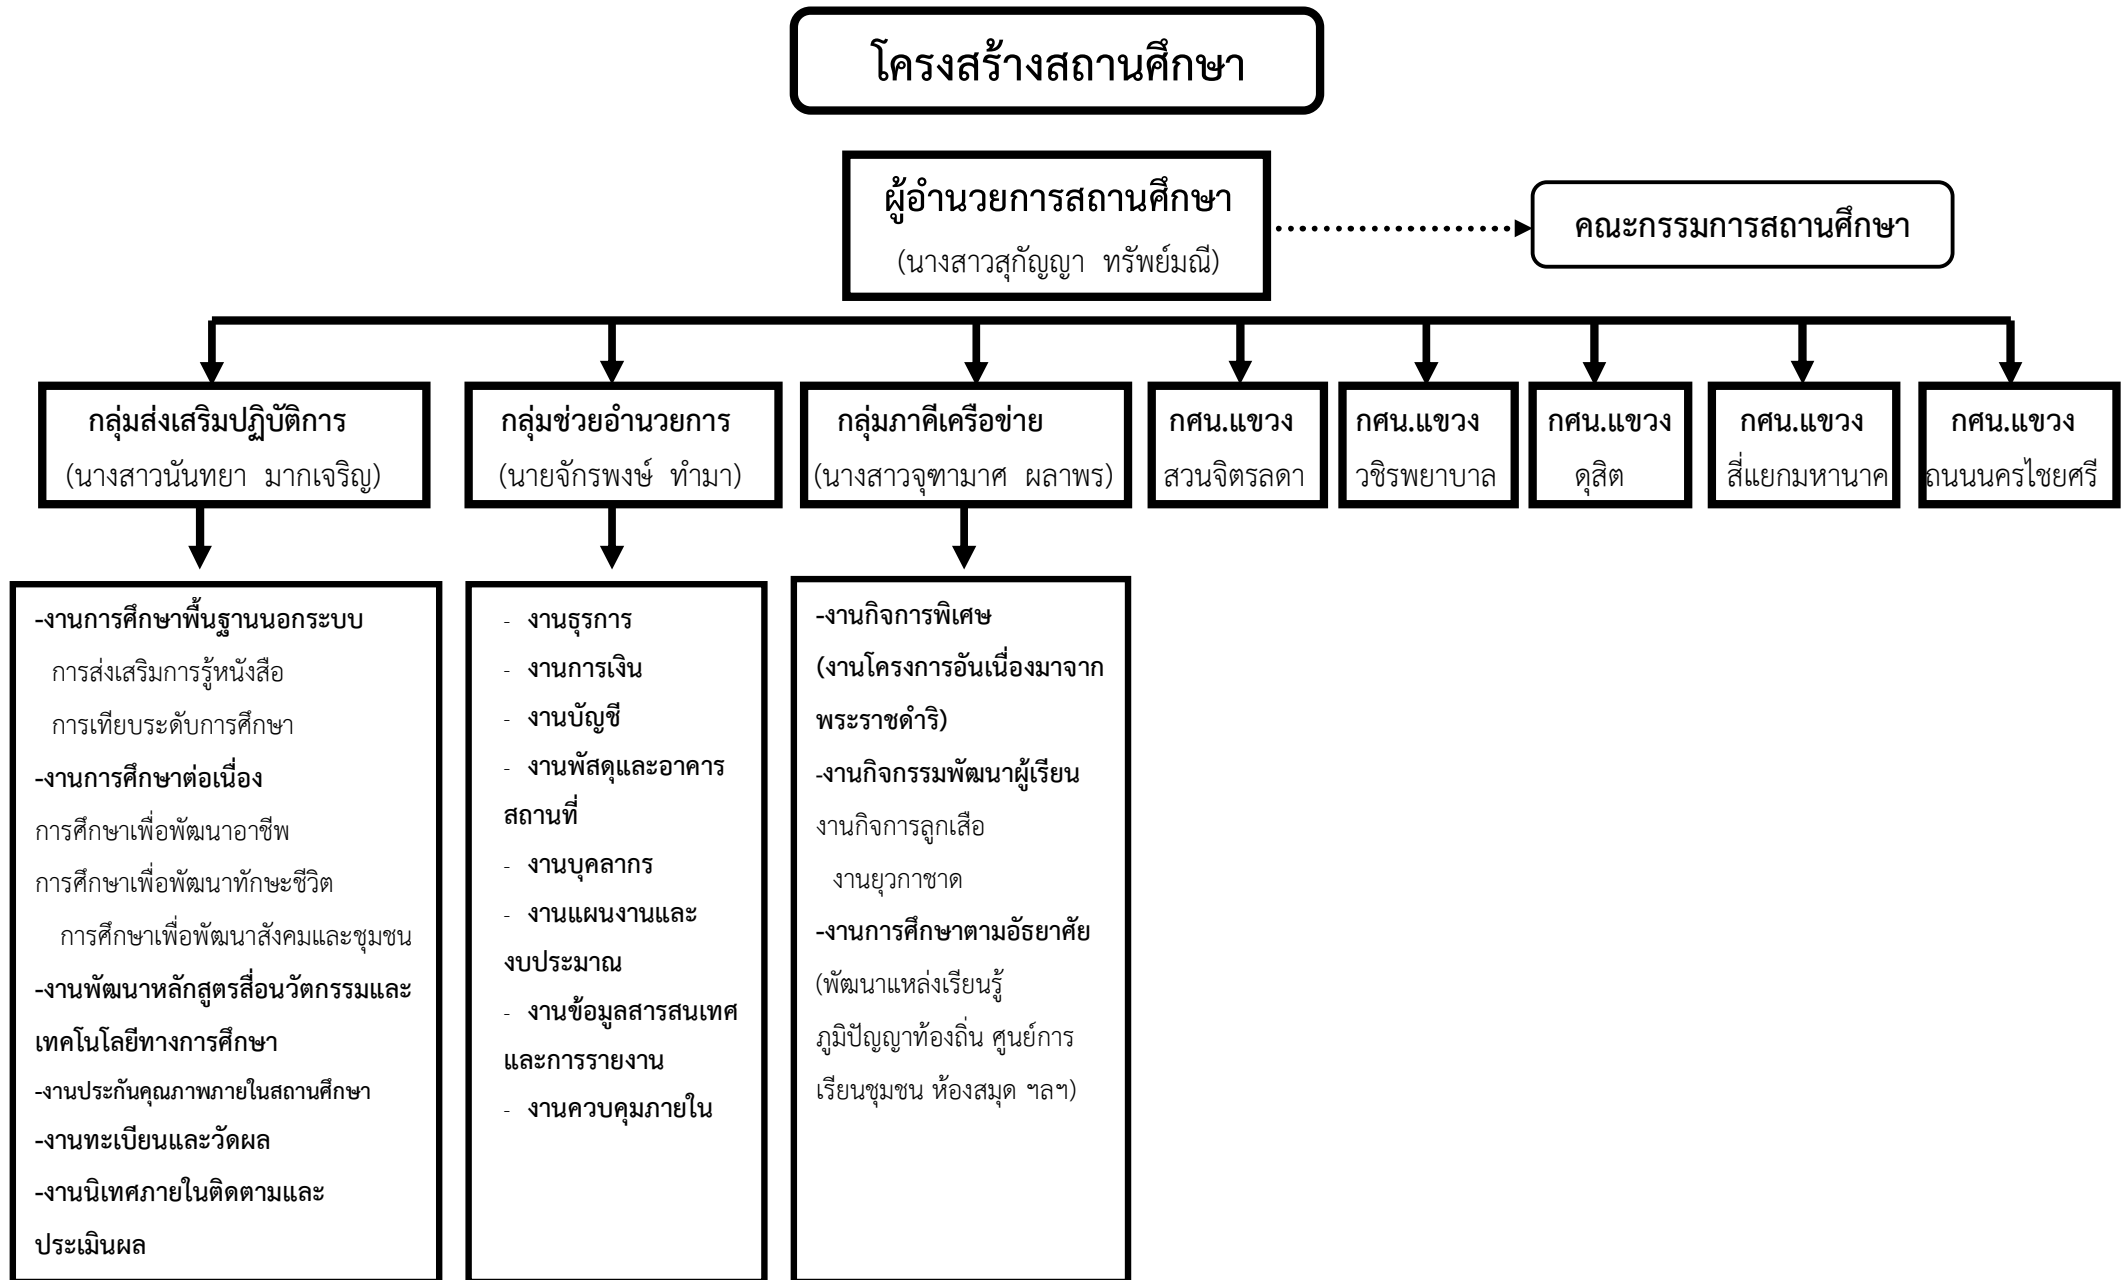 โครงสร้างสถานศึกษา
ผู้อำนวยการสถานศึกษา
(นางสาวสุกัญญา ทรัพย์มณี)
คณะกรรมการสถานศึกษา
กลุ่มส่งเสริมปฏิบัติการ
(นางสาวนันทยา มากเจริญ)
กลุ่มช่วยอำนวยการ
(นายจักรพงษ์ ทำมา)
กลุ่มภาคีเครือข่าย
(นางสาวจุฑามาศ ผลาพร)
กศน.แขวง
สวนจิตรลดา
กศน.แขวง
วชิรพยาบาล
กศน.แขวง
ดุสิต
กศน.แขวง
สี่แยกมหานาค
กศน.แขวง
ถนนนครไชยศรี
-งานการศึกษาพื้นฐานนอกระบบ
การส่งเสริมการรู้หนังสือ
การเทียบระดับการศึกษา
-งานการศึกษาต่อเนื่อง
การศึกษาเพื่อพัฒนาอาชีพ
การศึกษาเพื่อพัฒนาทักษะชีวิต
การศึกษาเพื่อพัฒนาสังคมและชุมชน
-งานพัฒนาหลักสูตรสื่อนวัตกรรมและ
เทคโนโลยีทางการศึกษา
-งานประกันคุณภาพภายในสถานศึกษา
-งานทะเบียนและวัดผล
-งานนิเทศภายในติดตามและ
ประเมินผล
- งานธุรการ
- งานการเงิน
- งานบัญชี
- งานพัสดุและอาคาร
สถานที่
- งานบุคลากร
- งานแผนงานและ
งบประมาณ
- งานข้อมูลสารสนเทศ
และการรายงาน
- งานควบคุมภายใน
-งานกิจการพิเศษ
(งานโครงการอันเนื่องมาจาก
พระราชดำริ)
-งานกิจกรรมพัฒนาผู้เรียน
งานกิจการลูกเสือ
งานยุวกาชาด
-งานการศึกษาตามอัธยาศัย
(พัฒนาแหล่งเรียนรู้
ภูมิปัญญาท้องถิ่น ศูนย์การ
เรียนชุมชน ห้องสมุด ฯลฯ)